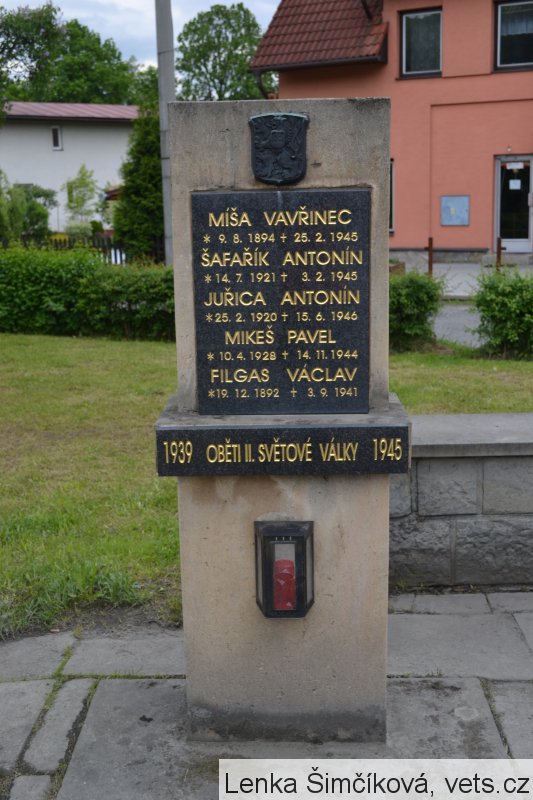 MÍŠA VAVŘINEC
* 9. 8. 1894 + 25. 2. 1945
ŠAFAŘÍK ANTONÍN
* 14. 7. 1921 + 3. 2. 1945
JUŘICA ANTONÍN
* 25. 2. 1920 + 15. 6. 1946
MIKEŠ PAVEL
* 10. 4. 1928 + 14. 11. 1944
FILGAS VÁCLAV
*19. 12. 1892 + 3. 9. 1941
1939 OBĚTI II. SVĚTOVÉ VÁLKY 1945
Lenka Šimčíková, vets.cz